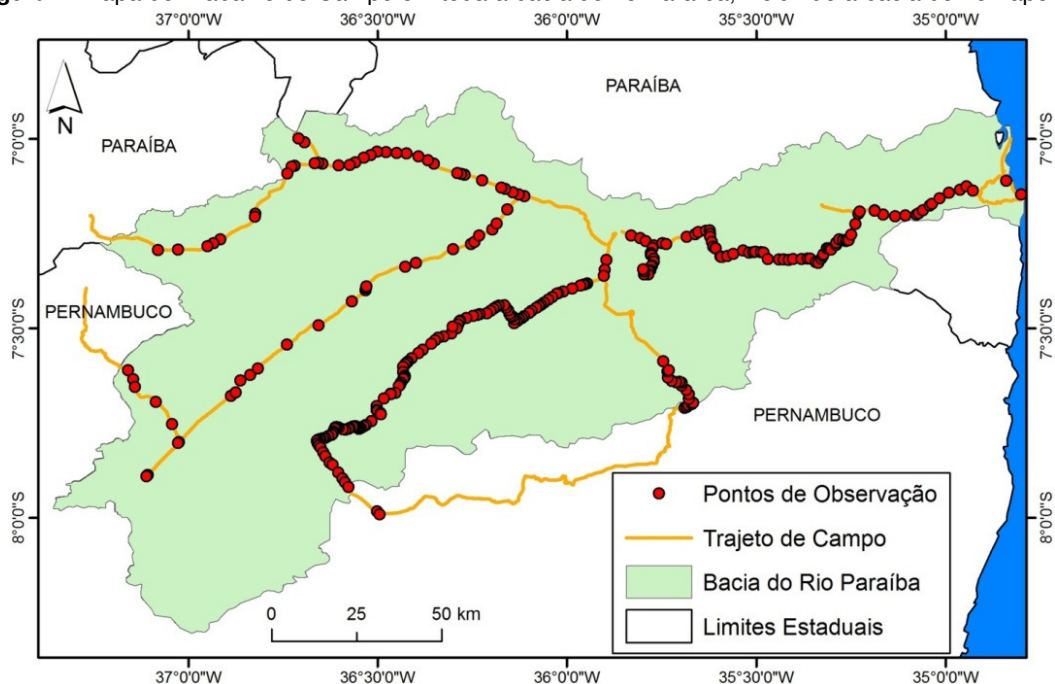 37°0'0"W 36°30'0"W 36°0'0"W 35°30'0"W 35°0'0"W
PARAÍBA
N
7°0'0"S
7°0'0"S
PARAÍBA
PERNAMBUCO
7°30'0"S
7°30'0"S
PERNAMBUCO
Pontos de Observação
Trajeto de Campo
8°0'0"S
8°0'0"S
Bacia do Rio Paraíba
0 25 50 km
Limites Estaduais
37°0'0"W 36°30'0"W 36°0'0"W 35°30'0"W 35°0'0"W